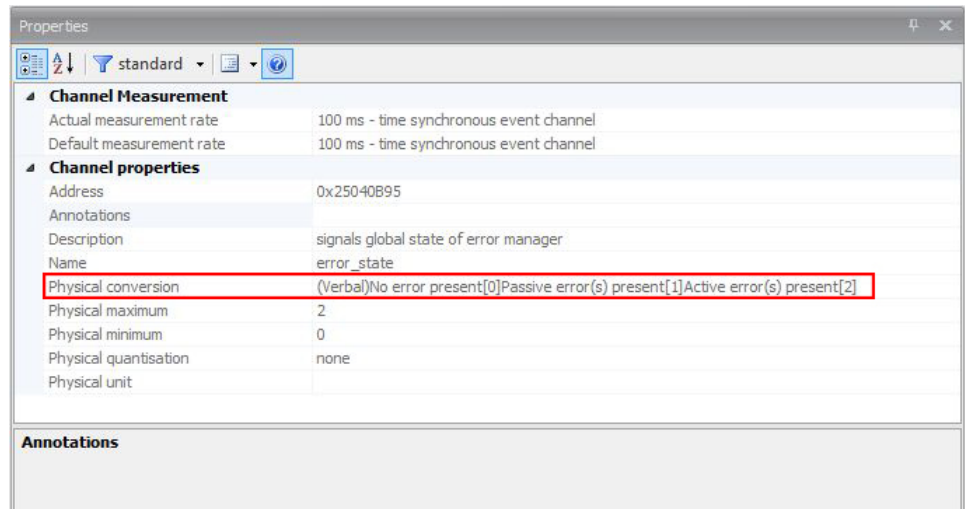 Properties
standard
Channel Measurement
Actual measurement rate 100 ms - time synchronous event channel
Default measurement rate 100 ms - time synchronous event channel
Channel properties
Address 0x25040B95
Annotations
Description signals global state of error manager
Name error_state
Physical conversion (Verbal)No error present[0]Passive error(s) present[1]Active error(s) present[2]
Physical maximum 2
Physical minimum 0
Physical quantisation none
Physical unit
Annotations